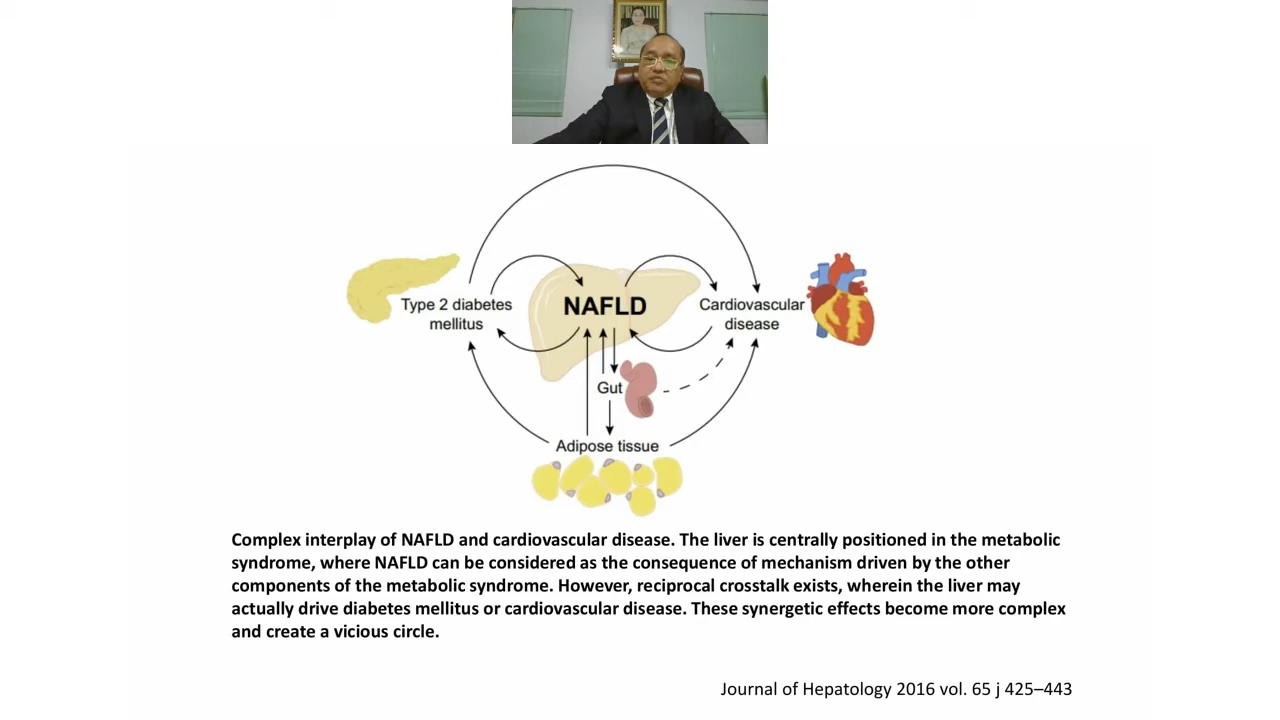 Type 2 diabetes
mellitus
NAFLD
Cardiovascular
disease
Gut
Adipose tissue
Complex interplay of NAFLD and cardiovascular disease. The liver is centrally positioned in the metabolic
syndrome, where NAFLD can be considered as the consequence of mechanism driven by the other
components of the metabolic syndrome. However, reciprocal crosstalk exists, wherein the liver may
actually drive diabetes mellitus or cardiovascular disease. These synergetic effects become more complex
and create a vicious circle.
Journal of Hepatology 2016 vol. 65 j 425–443